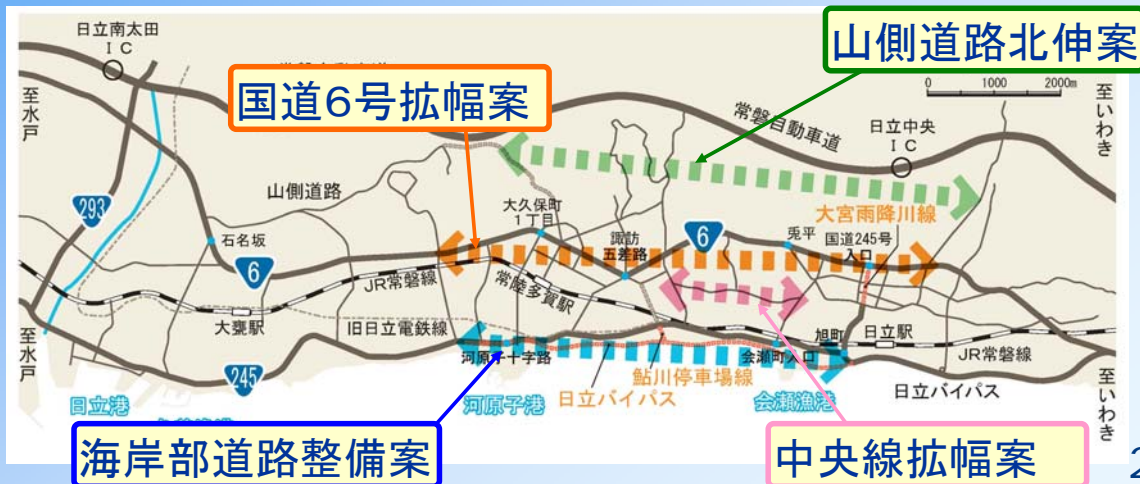 山側道路北伸案
国道6号拡幅案
海岸部道路整備案
中央線拡幅案
日立南太田
IC
至水戸
0 1000 2000m
至いわき
常磐自動車道
日立中央
IC
山側道路
大久保町
1丁目
諏訪
五差路
6
兎平
大宮雨降川線
国道245号
入口
293
石名坂
6
JR常磐線
常陸多賀駅
大甕駅
旧日立電鉄線
至水戸
245
河原子十字路
会瀬町入口
旭町
日立駅
JR常磐線
鮎川停車場線
日立バイパス
日立バイパス
日立港
河原子港
会瀬漁港
至いわき
2